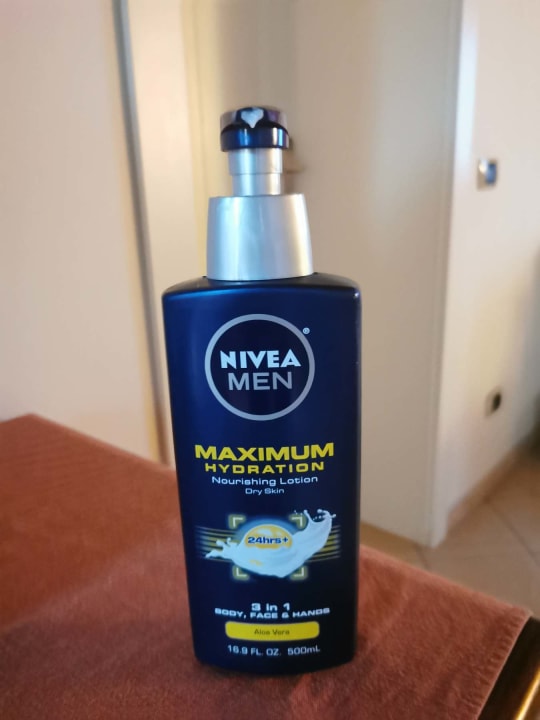 NIVEA
MEN
®
MAXIMUM
HYDRATION
Nourishing Lotion
Dry Skin
24hrs+
3 in 1
BODY, FACE & HANDS
Aloe Vera
16.9 FL. OZ. 500mL